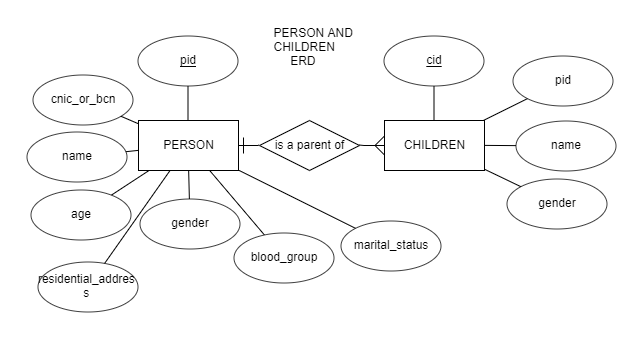 PERSON AND
CHILDREN
ERD
pid
cid
cnic_or_bcn
pid
PERSON
is a parent of
CHILDREN
name
name
age
gender
gender
marital_status
blood_group
residential_addres
s